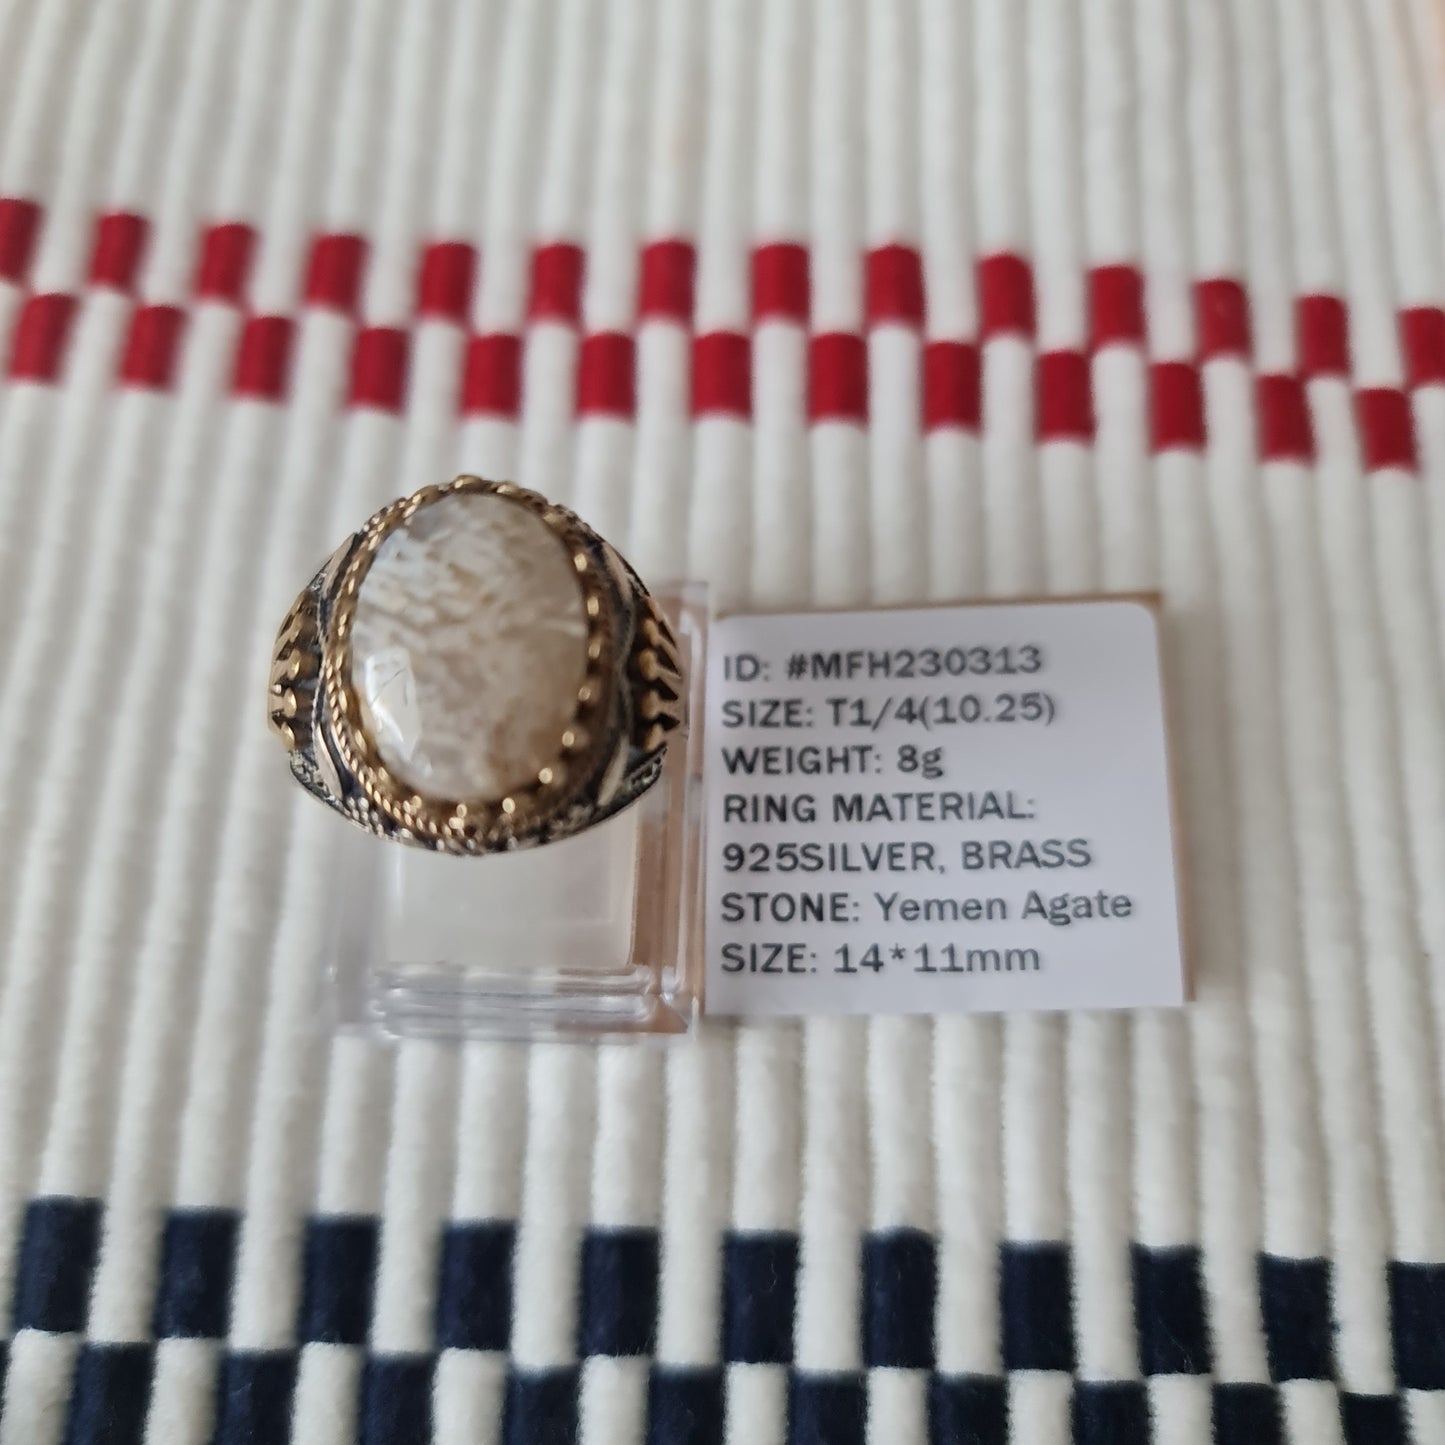 ID: #MFH230313
SIZE: T1/4(10.25)
WEIGHT: 8g
RING MATERIAL:
925SILVER, BRASS
STONE: Yemen Agate
SIZE: 14*11mm